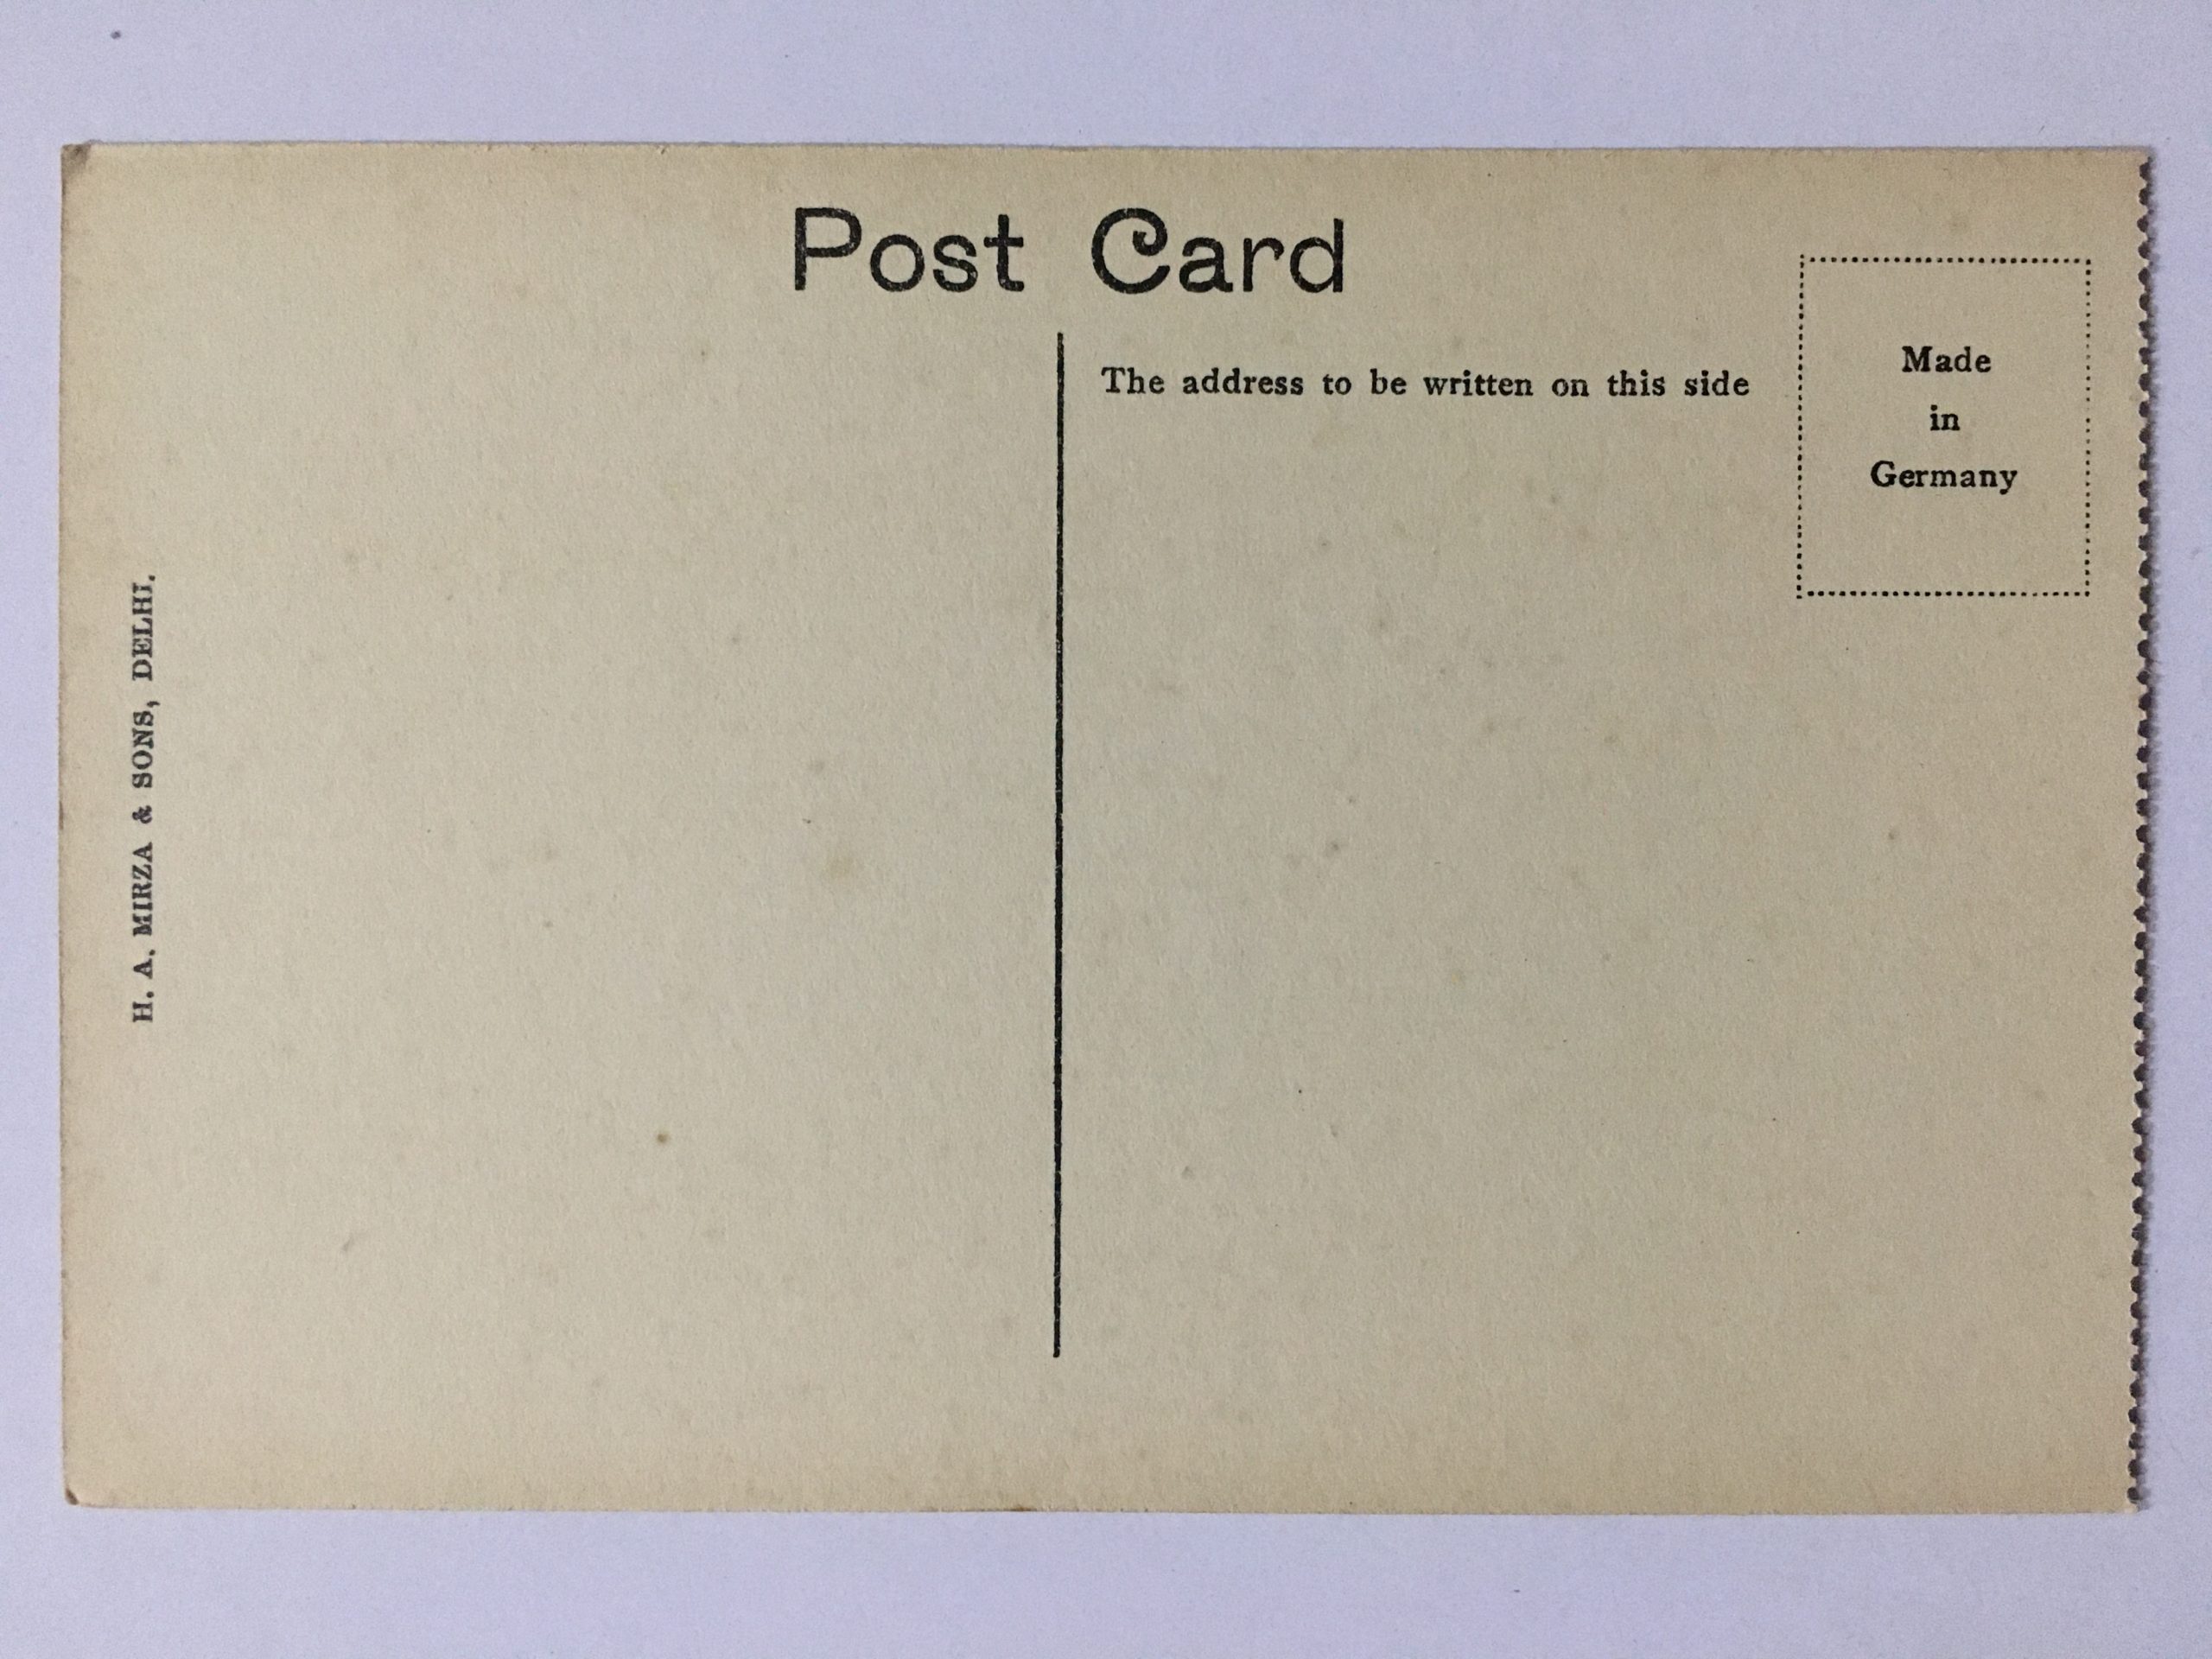 Post Card
The address to be written on this side
Made
in
Germany
H. A. MIRZA & SONS, DELHI.